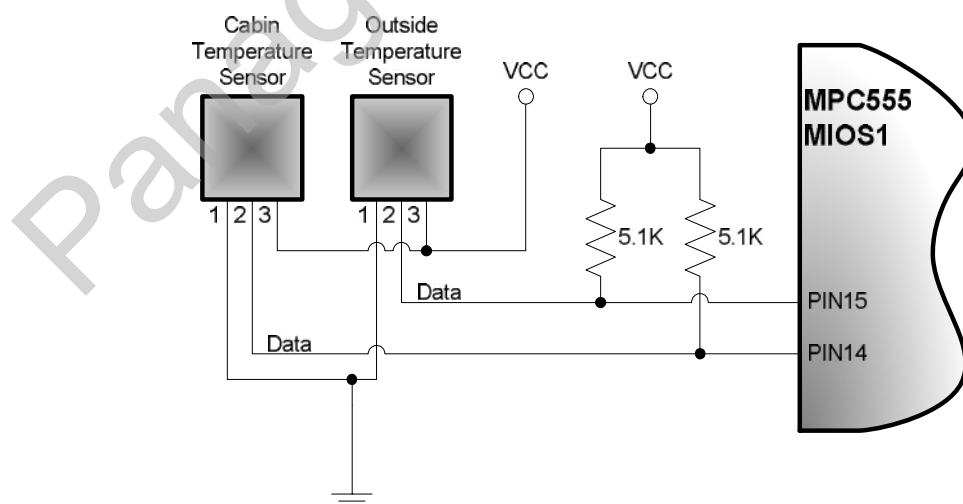 Cabin
Temperature
Sensor
Outside
Temperature
Sensor
VCC
VCC
MPC555
MIOS1
1 2 3
1 2 3
5.1K
5.1K
Data
PIN15
Data
PIN14
Panag